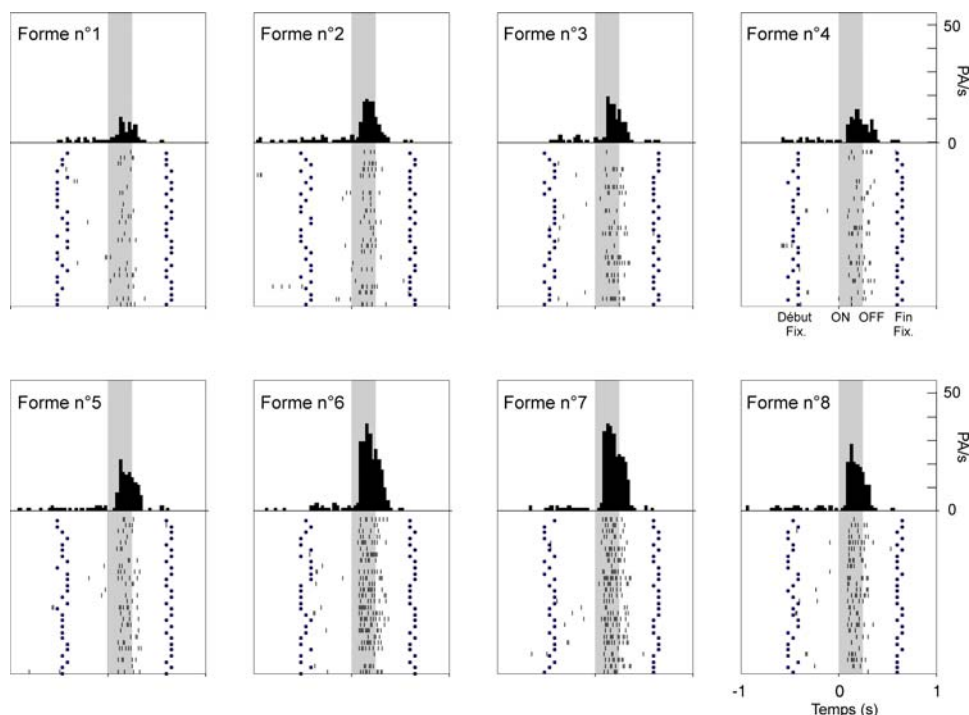 Forme n°1
Forme n°2
Forme n°3
Forme n°4
50
PA/s
0
Début ON OFF Fin
Fix. Fix.
Forme n°5
Forme n°6
Forme n°7
Forme n°8
50
PA/s
0
-1 0 1
Temps (s)